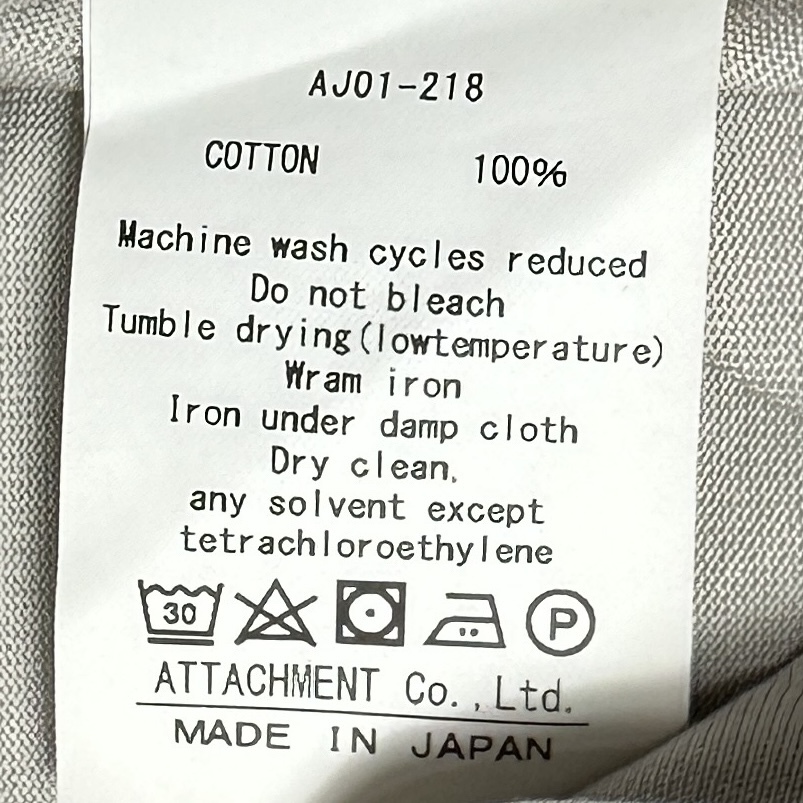 AJ01-218
COTTON 100%
Machine wash cycles reduced
Do not bleach
Tumble drying(lowtemperature)
Wram iron
Iron under damp cloth
Dry clean,
any solvent except
tetrachloroethylene
30 P
ATTACHMENT Co.,Ltd.
MADE IN JAPAN